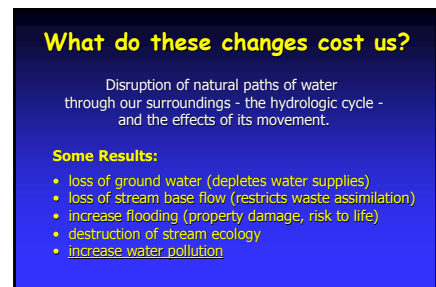 What do these changes cost us?
Disruption of natural paths of water
through our surroundings - the hydrologic cycle -
and the effects of its movement.
Some Results:
• loss of ground water (depletes water supplies)
• loss of stream base flow (restricts waste assimilation)
• increase flooding (property damage, risk to life)
• destruction of stream ecology
• increase water pollution